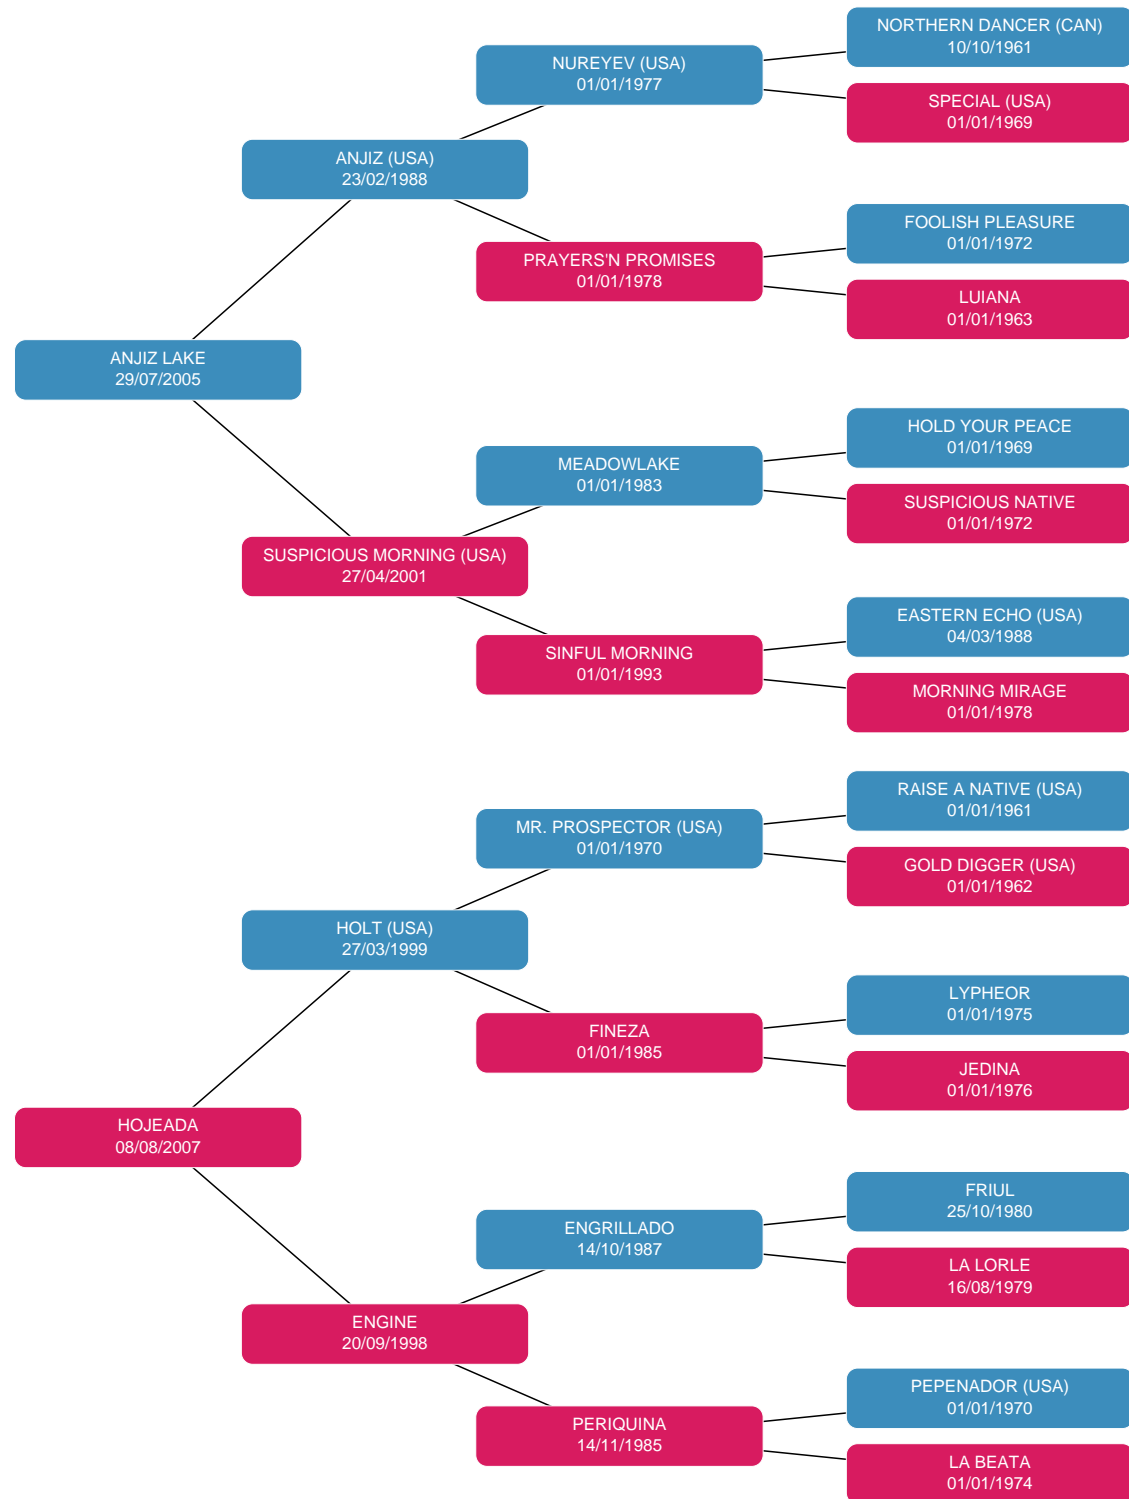 NORTHERN DANCER (CAN)
10/10/1961
NUREYEV (USA)
01/01/1977
SPECIAL (USA)
01/01/1969
ANJIZ (USA)
23/02/1988
FOOLISH PLEASURE
01/01/1972
PRAYERS'N PROMISES
01/01/1978
LUIANA
01/01/1963
ANJIZ LAKE
29/07/2005
HOLD YOUR PEACE
01/01/1969
MEADOWLAKE
01/01/1983
SUSPICIOUS NATIVE
01/01/1972
SUSPICIOUS MORNING (USA)
27/04/2001
EASTERN ECHO (USA)
04/03/1988
SINFUL MORNING
01/01/1993
MORNING MIRAGE
01/01/1978
RAISE A NATIVE (USA)
01/01/1961
MR. PROSPECTOR (USA)
01/01/1970
GOLD DIGGER (USA)
01/01/1962
HOLT (USA)
27/03/1999
LYPHEOR
01/01/1975
FINEZA
01/01/1985
JEDINA
01/01/1976
HOJEADA
08/08/2007
FRIUL
25/10/1980
ENGRILLADO
14/10/1987
LA LORLE
16/08/1979
ENGINE
20/09/1998
PEPENADOR (USA)
01/01/1970
PERIQUINA
14/11/1985
LA BEATA
01/01/1974